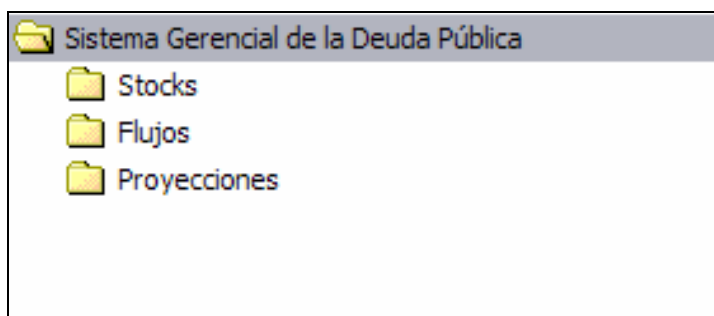 Sistema Gerencial de la Deuda Pública
Stocks
Flujos
Proyecciones